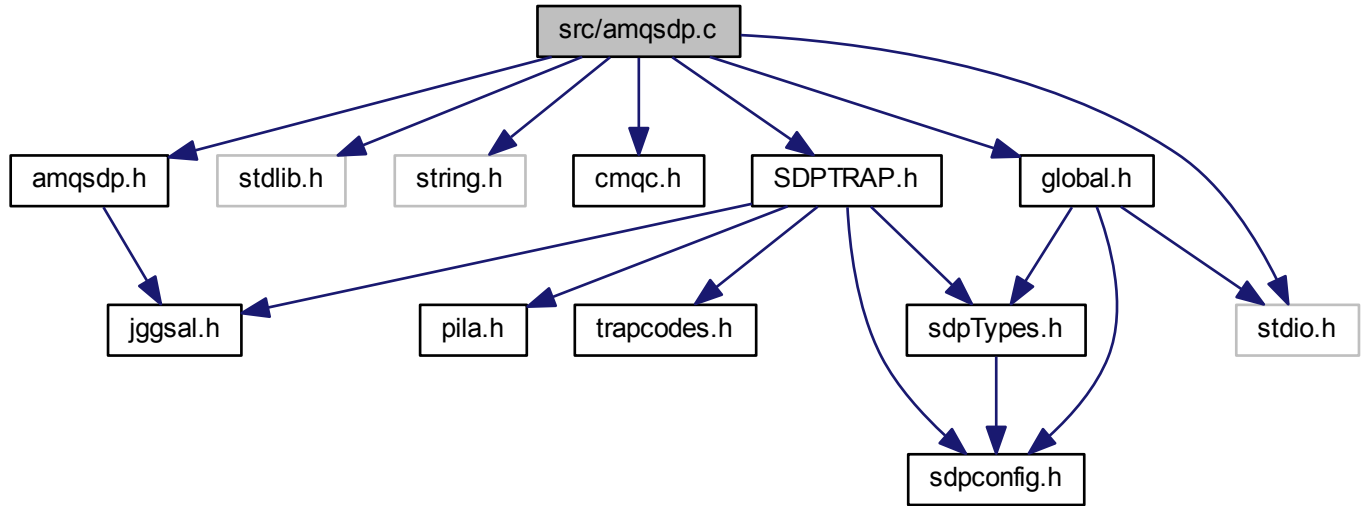 src/amqsdp.c
amqsdp.h
stdlib.h
string.h
cmqc.h
SDPTRAP.h
global.h
jggsal.h
pila.h
trapcodes.h
sdpTypes.h
stdio.h
sdpconfig.h